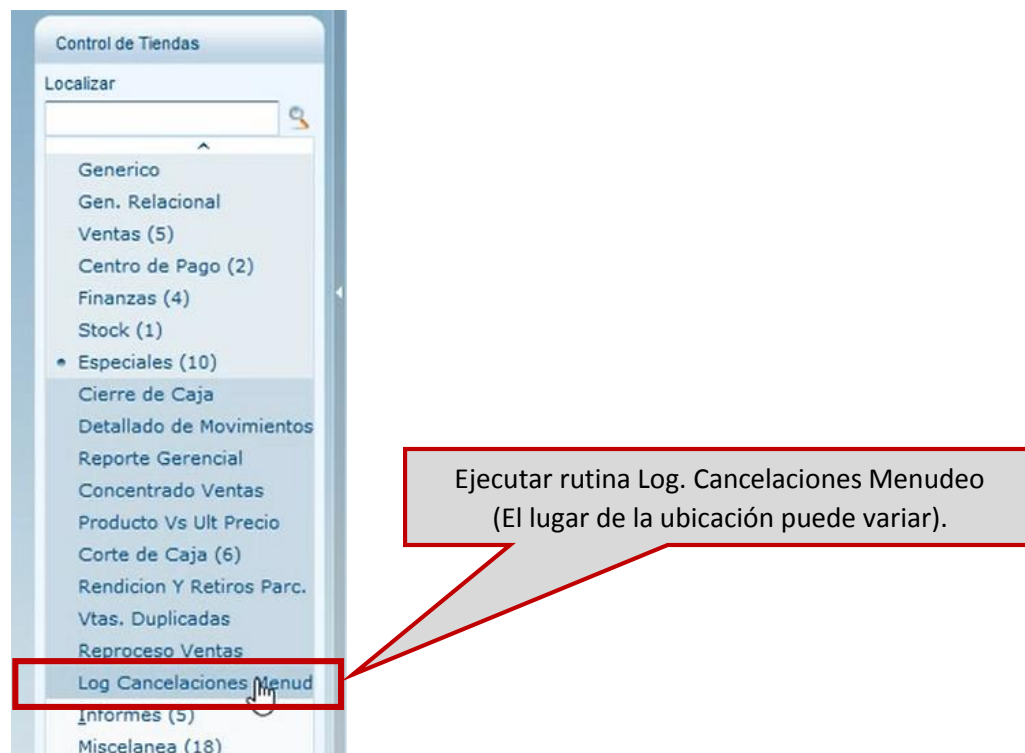 Control de Tiendas
Localizar
Generico
Gen. Relacional
Ventas (5)
Centro de Pago (2)
Finanzas (4)
Stock (1)
Especiales (10)
Cierre de Caja
Detallado de Movimientos
Reporte Gerencial
Concentrado Ventas
Producto Vs Ult Precio
Corte de Caja (6)
Rendicion Y Retiros Parc.
Vtas. Duplicadas
Reproceso Ventas
Log Cancelaciones Menud
Informes (5)
Miscelanea (18)
Ejecutar rutina Log. Cancelaciones Menudeo
(El lugar de la ubicación puede variar).